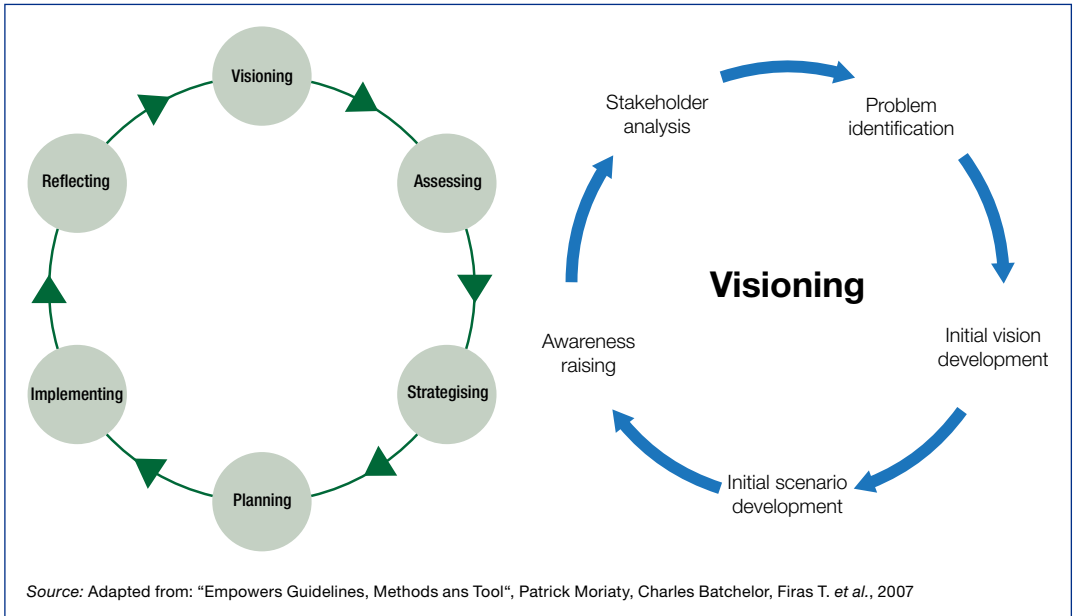 Visioning
Assessing
Strategising
Planning
Implementing
Reflecting
Stakeholder
analysis
Problem
identification
Visioning
Initial vision
development
Initial scenario
development
Awareness
raising
Source: Adapted from: “Empowers Guidelines, Methods ans Tool“, Patrick Moriaty, Charles Batchelor, Firas T. et al., 2007